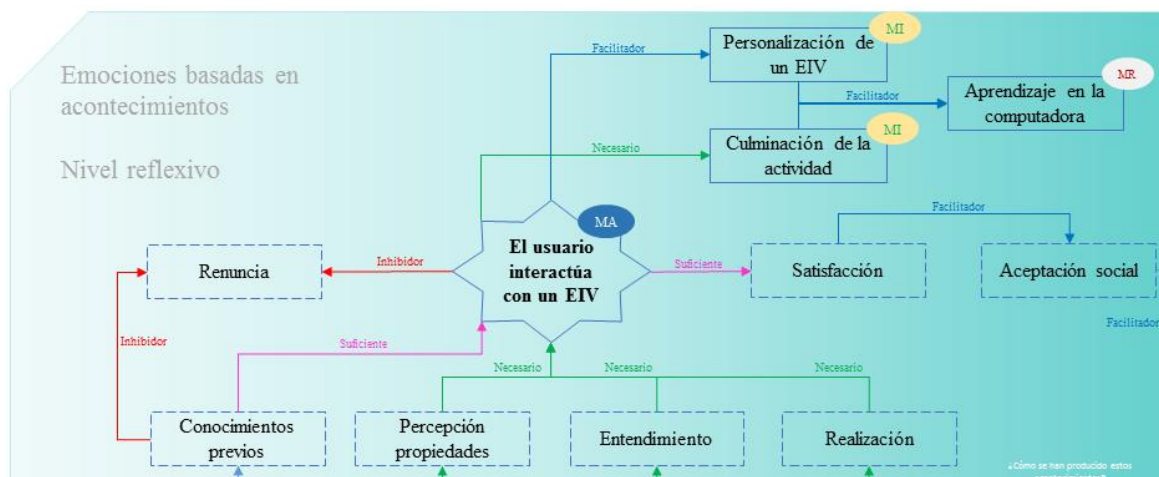 Emociones basadas en
acontecimientos
Nivel reflexivo
Facilitador
Personalización de
un EIV
MI
Facilitador
Aprendizaje en la
computadora
MR
Necesario
Culminación de la
actividad
MI
MA
El usuario
interactúa
con un EIV
Inhibidor
Renuncia
Suficiente
Satisfacción
Facilitador
Aceptación social
Facilitador
Inhibidor
Suficiente
Necesario
Necesario
Necesario
Conocimientos
previos
Percepción
propiedades
Entendimiento
Realización
¿Cómo se han producido estos